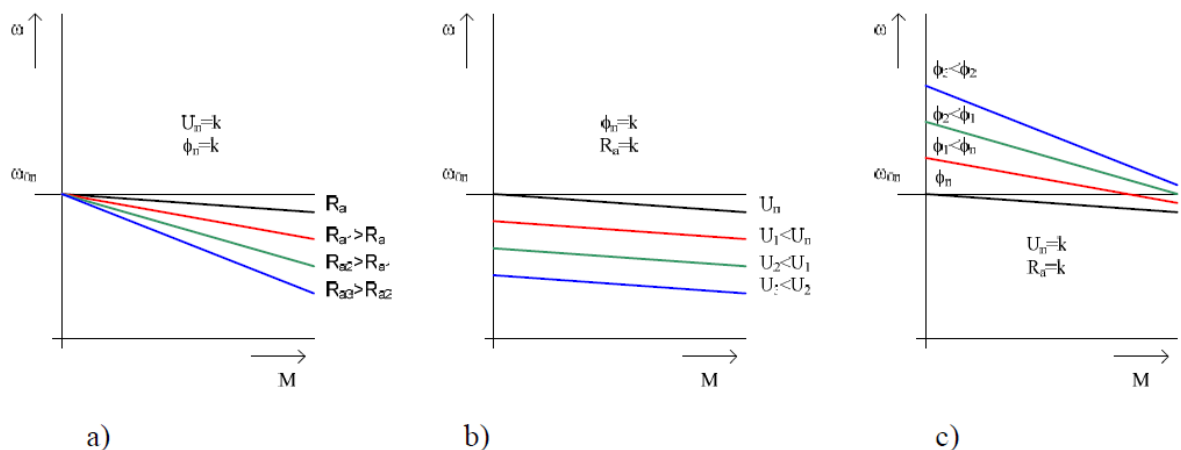 ω
Uₙ=k
ϕₙ=k
ω₀ₙ
Rₐ
Rₐ₁>Rₐ
Rₐ₂>Rₐ₁
Rₐ₃>Rₐ₂
M
a)
ω
ϕₙ=k
Rₐ=k
ω₀ₙ
Uₙ
U₁<Uₙ
U₂<U₁
U₃<U₂
M
b)
ω
ϕ₃<ϕ₂
ϕ₂<ϕ₁
ϕ₁<ϕₙ
ω₀ₙ
ϕₙ
Uₙ=k
Rₐ=k
M
c)